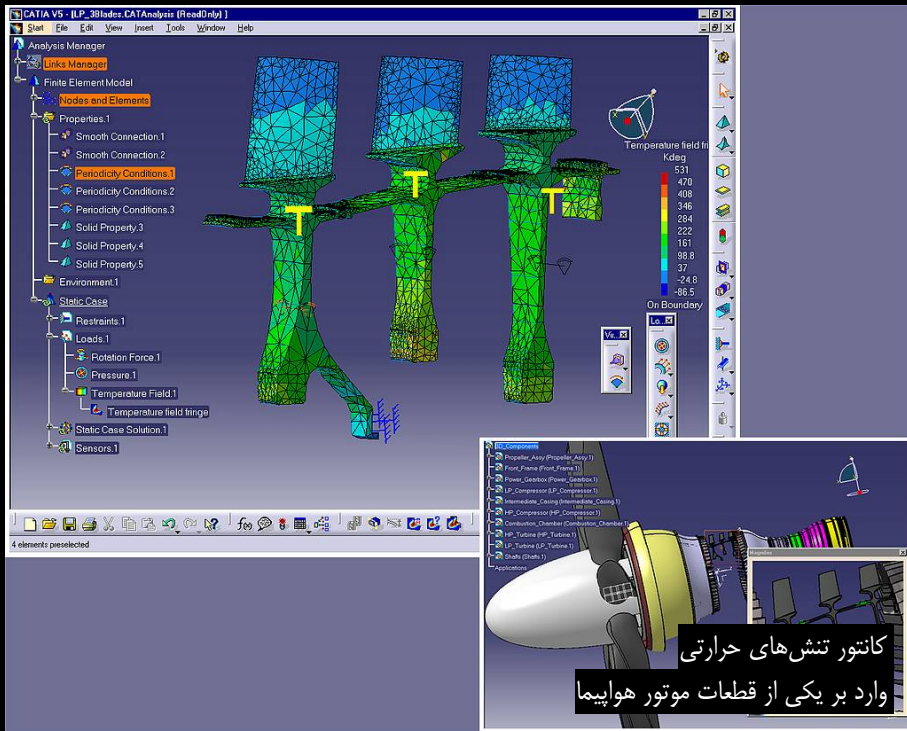 CATIA V5 - [LP_3Blades.CATAnalysis (ReadOnly) ]
Start File Edit View Insert Tools Window Help
Analysis Manager
Links Manager
Finite Element Model
Nodes and Elements
Properties.1
Smooth Connection.1
Smooth Connection.2
Periodicity Conditions.1
Periodicity Conditions.2
Periodicity Conditions.3
Solid Property.3
Solid Property.4
Solid Property.5
Environment.1
Static Case
Restraints.1
Loads.1
Rotation Force.1
Pressure.1
Temperature Field.1
Temperature field fringe
Static Case Solution.1
Sensors.1
T T T
Temperature field fri
Kdeg
531
470
408
346
284
222
161
98.8
37
-24.8
-86.5
On Boundary
Vir...
Lo...
4 elements preselected
3D_Components
Propeller_Assy (Propeller_Assy.1)
Front_Frame (Front_Frame.1)
Power_Gearbox (Power_Gearbox.1)
LP_Compressor (LP_Compressor.1)
Intermediate_Casing (Intermediate_Casing.1)
HP_Compressor (HP_Compressor.1)
Combustion_Chamber (Combustion_Chamber.1)
HP_Turbine (HP_Turbine.1)
LP_Turbine (LP_Turbine.1)
Shafts (Shafts.1)
Applications
Magnifier
کانتور تنش‌های حرارتی
وارد بر یکی از قطعات موتور هواپیما